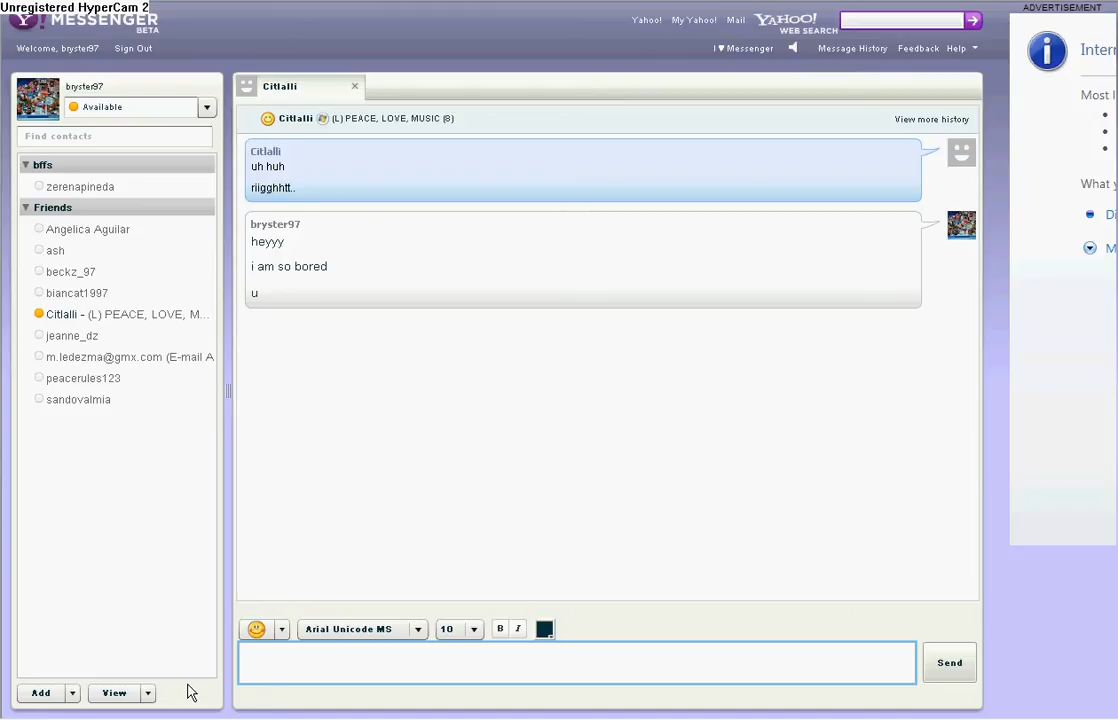 Unregistered HyperCam 2
Y! MESSENGER
BETA
Yahoo! My Yahoo! Mail YAHOO!
WEB SEARCH
ADVERTISEMENT
Welcome, bryster97 Sign Out
I ♥ Messenger Message History Feedback Help
bryster97
Available
Find contacts
bffs
zerenapineda
Friends
Angelica Aguilar
ash
beckz_97
biancat1997
Citlalli - (L) PEACE, LOVE, M...
jeanne_dz
m.ledezma@gmx.com (E-mail A
peacerules123
sandovalmia
Add View
Citlalli
Citlalli (L) PEACE, LOVE, MUSIC (8)
View more history
Citlalli
uh huh
riigghhtt..
bryster97
heyyy
i am so bored
u
Arial Unicode MS 10 B I
Send
Most I
What y
Di
M